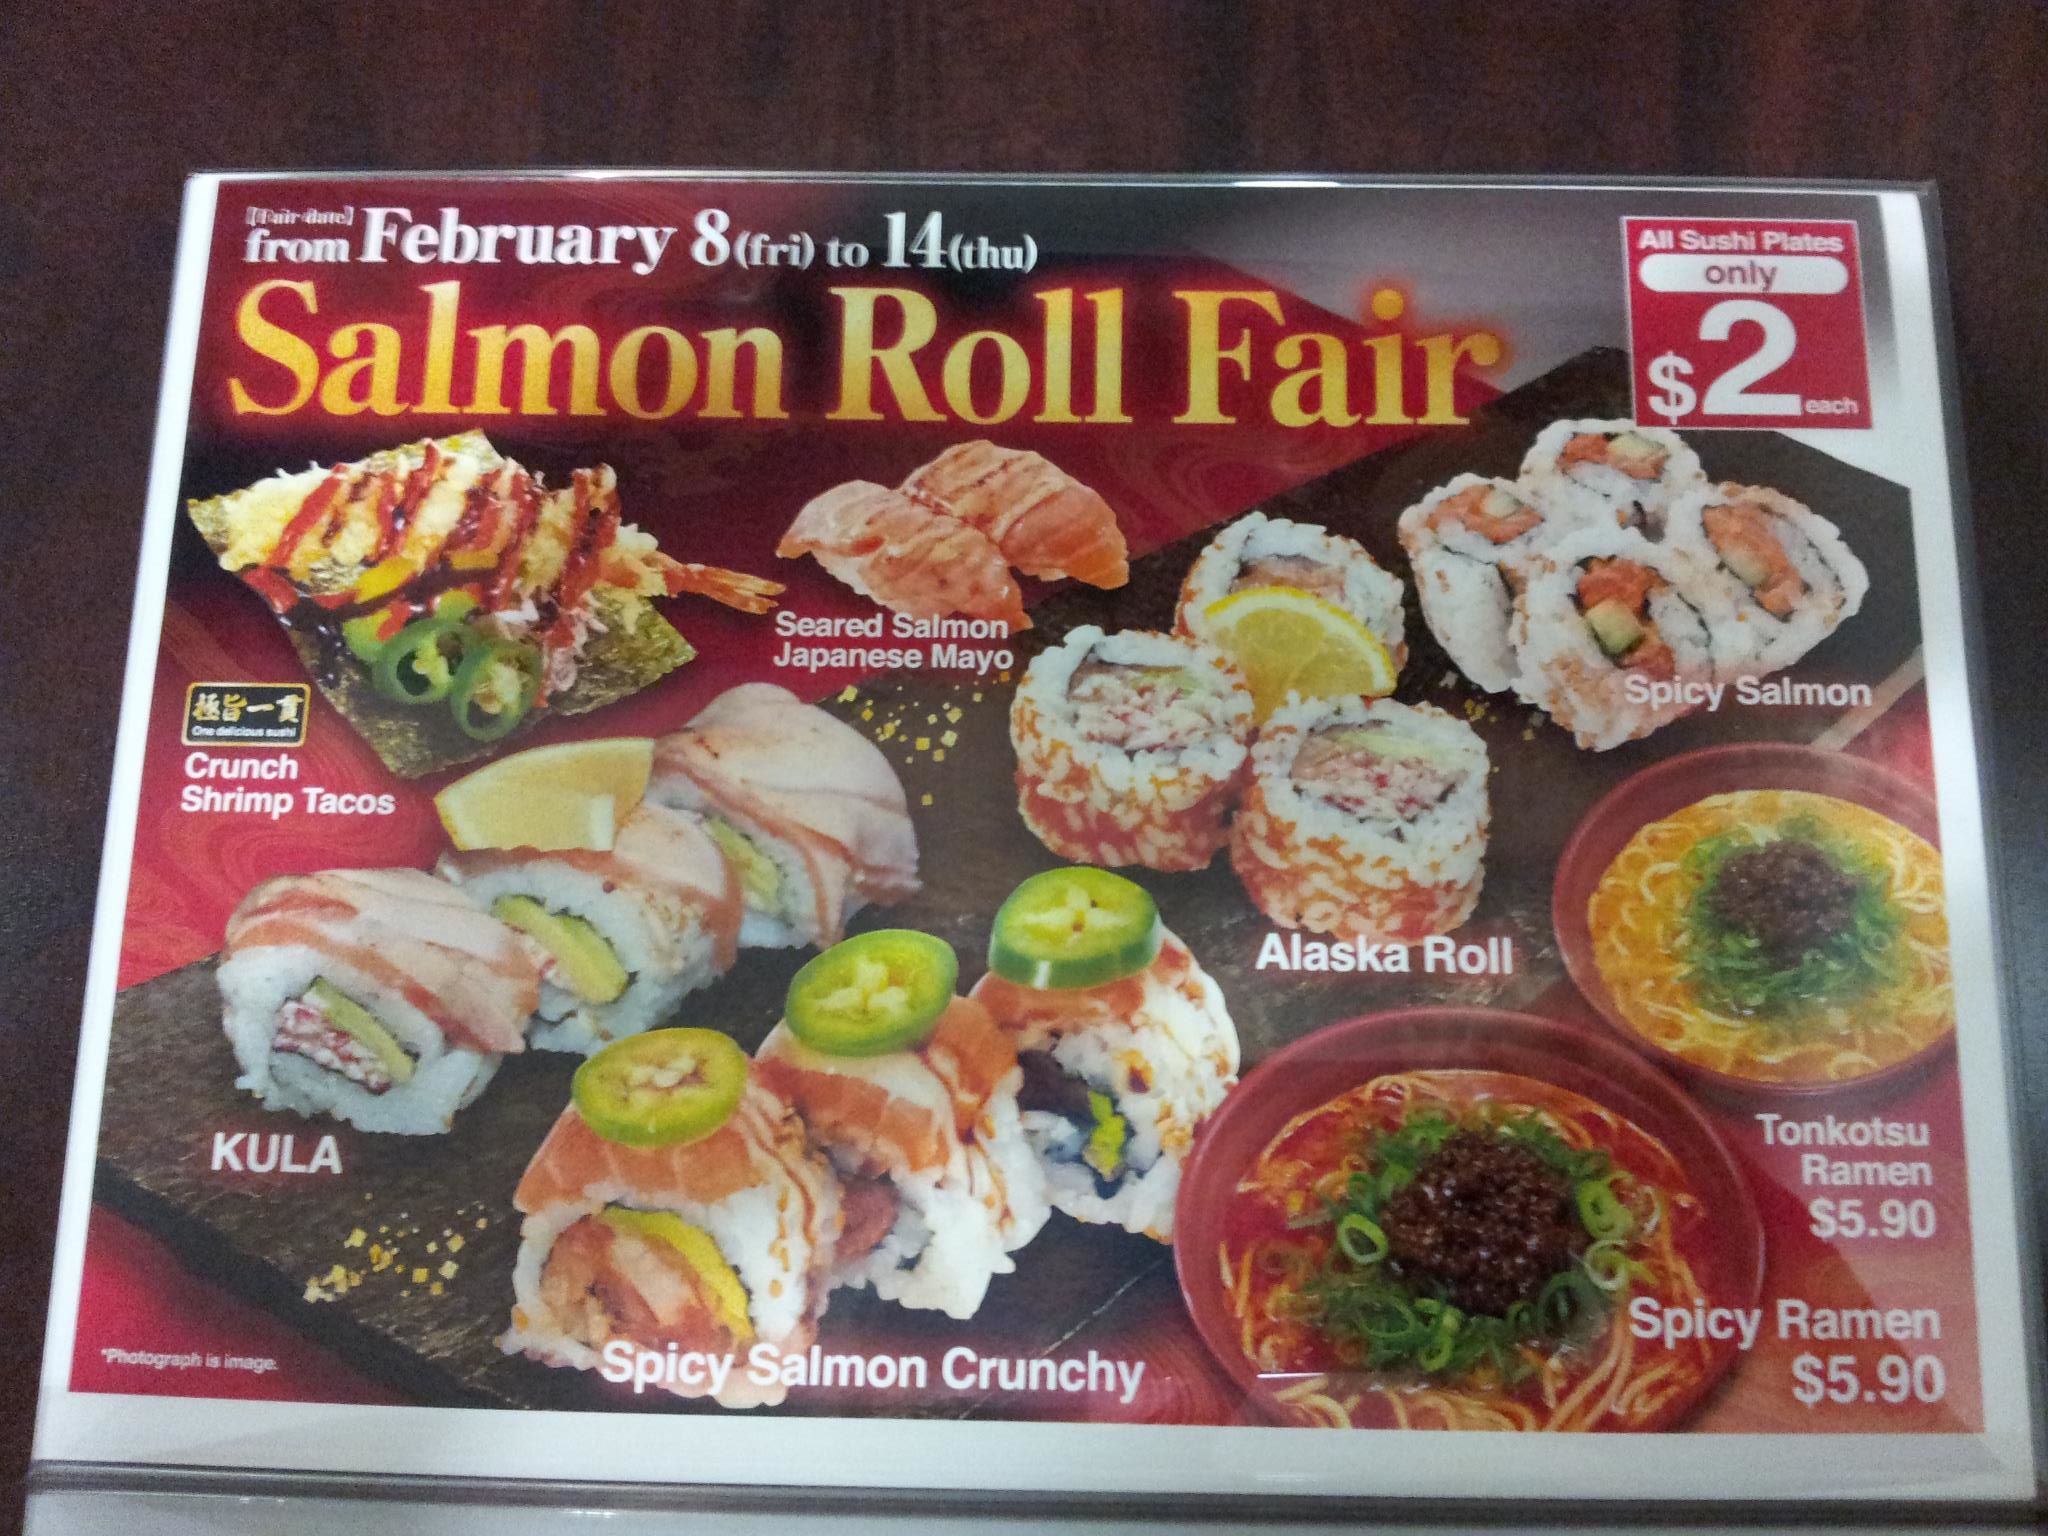 [Fair date]
from February 8(fri) to 14(thu)
Salmon Roll Fair
All Sushi Plates
only
$2each
Seared Salmon
Japanese Mayo
Spicy Salmon
極旨一貫
One delicious sushi
Crunch
Shrimp Tacos
Alaska Roll
KULA
Tonkotsu
Ramen
$5.90
Spicy Ramen
$5.90
Spicy Salmon Crunchy
*Photograph is image.